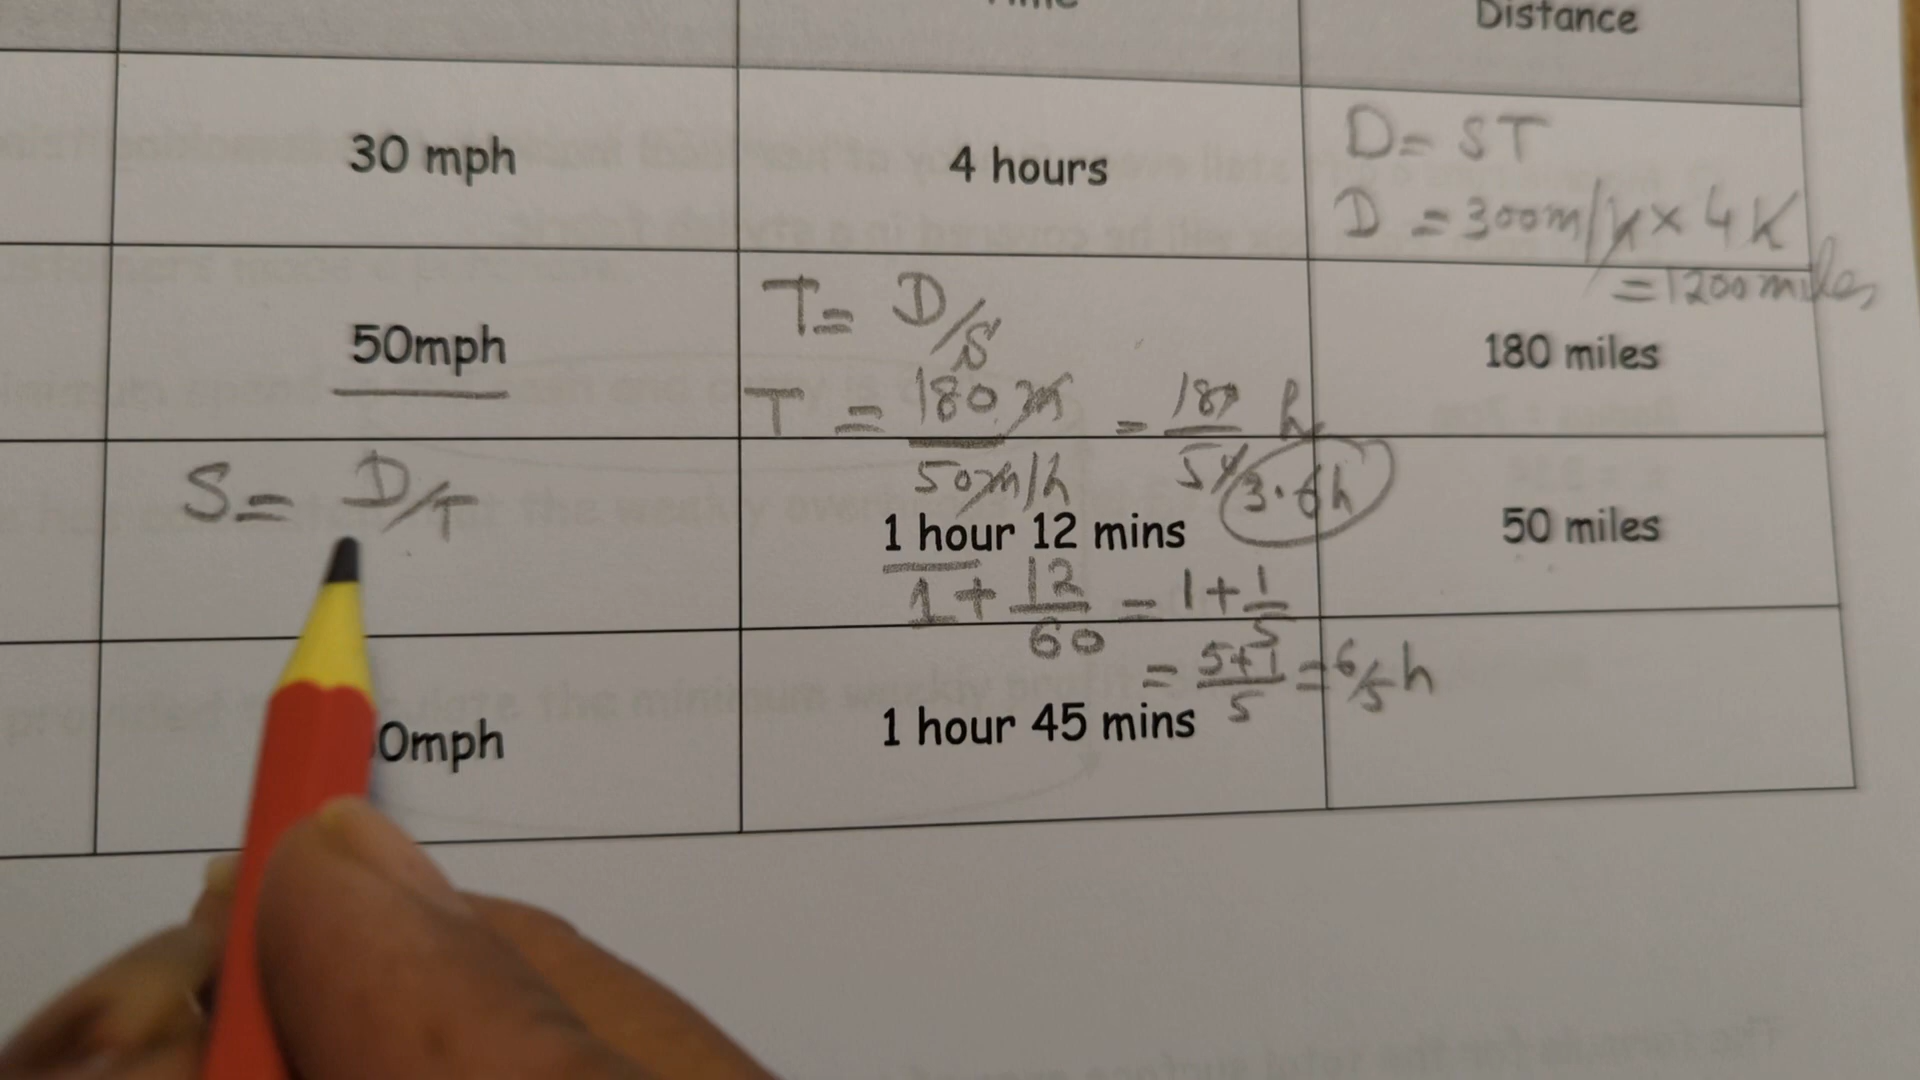 Distance
30 mph
4 hours
D = ST
D = 300m/h × 4h
= 1200 miles
50mph
T = D/S
T = 180m = 180 h
50m/h 50
3.6h
180 miles
S = D/T
1 hour 12 mins
1 + 12/60 = 1 + 1/5
= 5+1/5 = 6/5 h
50 miles
0mph
1 hour 45 mins